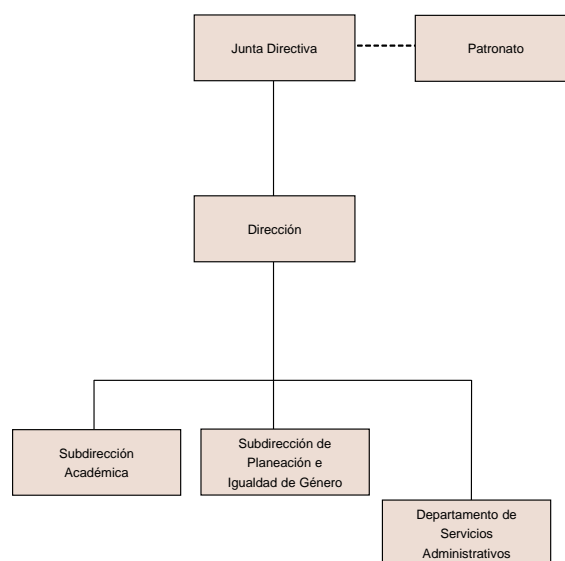 Junta Directiva
Patronato
Dirección
Subdirección
Académica
Subdirección de
Planeación e
Igualdad de Género
Departamento de
Servicios
Administrativos